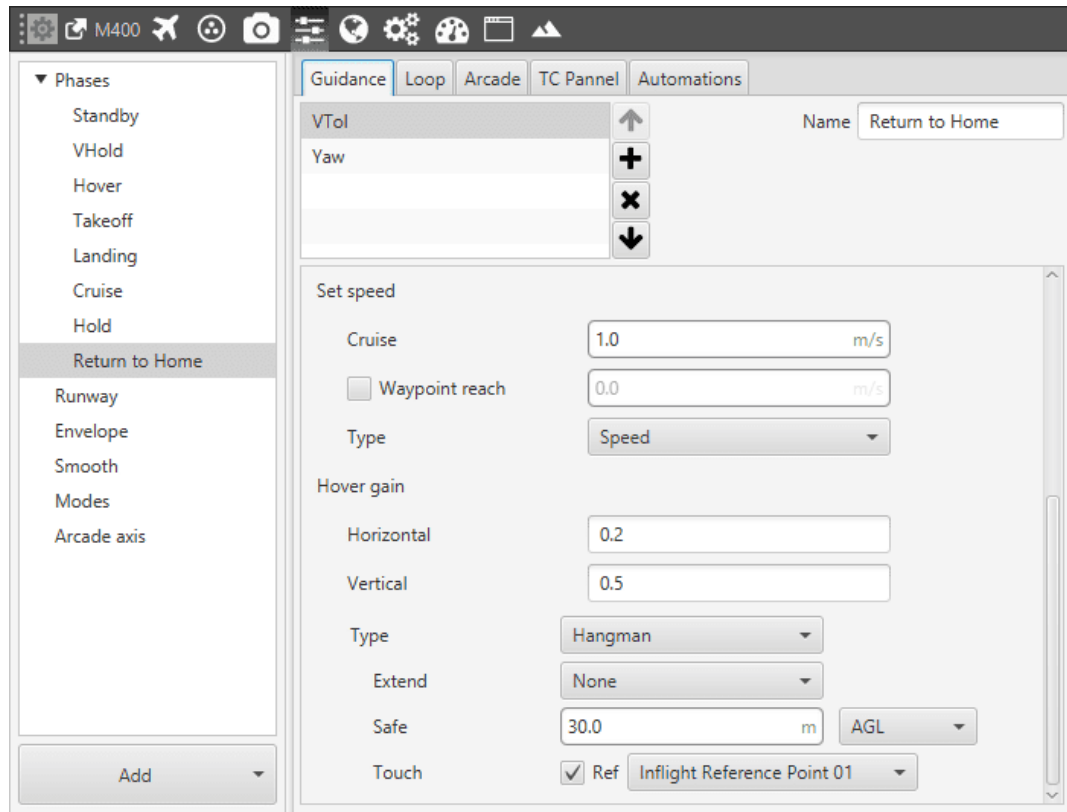 M400
Phases
Standby
VHold
Hover
Takeoff
Landing
Cruise
Hold
Return to Home
Runway
Envelope
Smooth
Modes
Arcade axis
Add
Guidance Loop Arcade TC Pannel Automations
VTol
Yaw
Name Return to Home
Set speed
Cruise 1.0 m/s
Waypoint reach 0.0 m/s
Type Speed
Hover gain
Horizontal 0.2
Vertical 0.5
Type Hangman
Extend None
Safe 30.0 m AGL
Touch Ref Inflight Reference Point 01